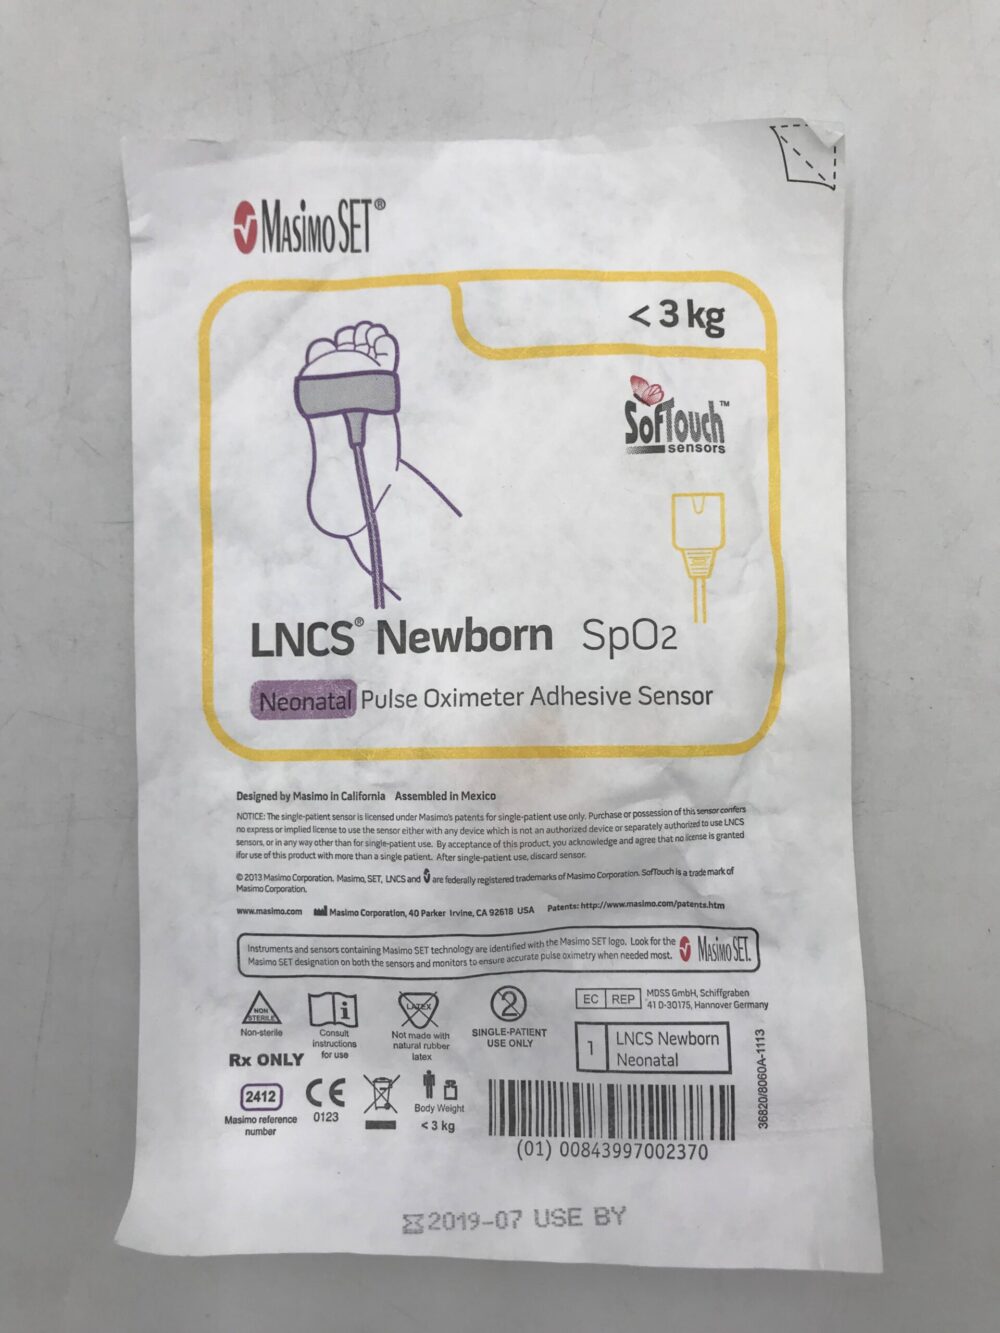 MASIMO SET®
< 3 kg
SOFTOUCH™
sensors
LNCS® Newborn SpO2
Neonatal Pulse Oximeter Adhesive Sensor
Designed by Masimo in California Assembled in Mexico
NOTICE: The single-patient sensor is licensed under Masimo's patents for single-patient use only. Purchase or possession of this sensor confers
no express or implied license to use the sensor either with any device which is not an authorized device or separately authorized to use LNCS
sensors, or in any way other than for single-patient use. By acceptance of this product, you acknowledge and agree that no license is granted
ifor use of this product with more than a single patient. After single-patient use, discard sensor.
© 2013 Masimo Corporation. Masimo, SET, LNCS and are federally registered trademarks of Masimo Corporation. SofTouch is a trade mark of
Masimo Corporation.
www.masimo.com Masimo Corporation, 40 Parker Irvine, CA 92618 USA Patents: http://www.masimo.com/patents.htm
Instruments and sensors containing Masimo SET technology are identified with the Masimo SET logo. Look for the MASIMO SET.
Masimo SET designation on both the sensors and monitors to ensure accurate pulse oximetry when needed most.
NON
STERILE
Non-sterile
i
Consult
instructions
for use
LATEX
Not made with
natural rubber
latex
2
SINGLE-PATIENT
USE ONLY
EC REP
MDSS GmbH, Schiffgraben
41 D-30175, Hannover Germany
1
LNCS Newborn
Neonatal
Rx ONLY
2412
Masimo reference
number
CE
0123
Body Weight
< 3 kg
(01) 00843997002370
36820/8060A-1113
2019-07 USE BY